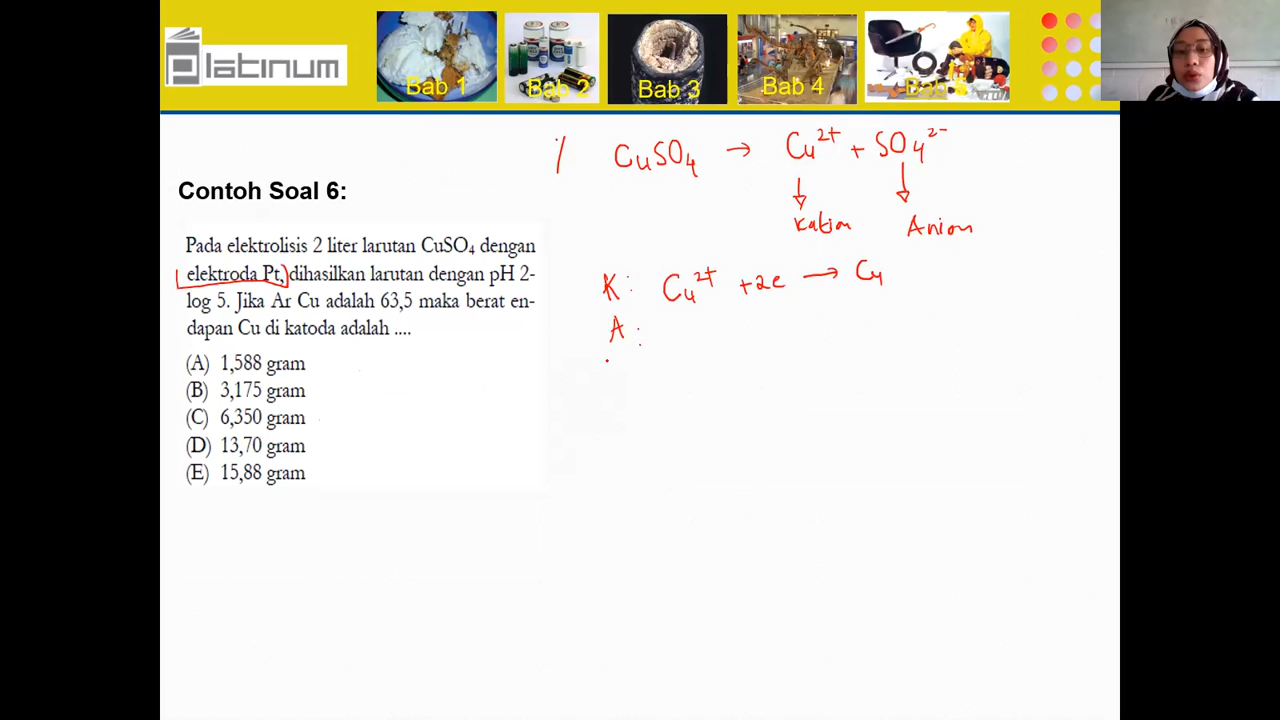 Platinum
Bab 1
Bab 2
Bab 3
Bab 4
Bab
CuSO₄ → Cu²⁺ + SO₄²⁻
Contoh Soal 6:
Kation Anion
Pada elektrolisis 2 liter larutan CuSO₄ dengan
elektroda Pt, dihasilkan larutan dengan pH 2-
log 5. Jika Ar Cu adalah 63,5 maka berat en-
dapan Cu di katoda adalah ....
K : Cu²⁺ + 2e → Cu
A :
(A) 1,588 gram
(B) 3,175 gram
(C) 6,350 gram
(D) 13,70 gram
(E) 15,88 gram